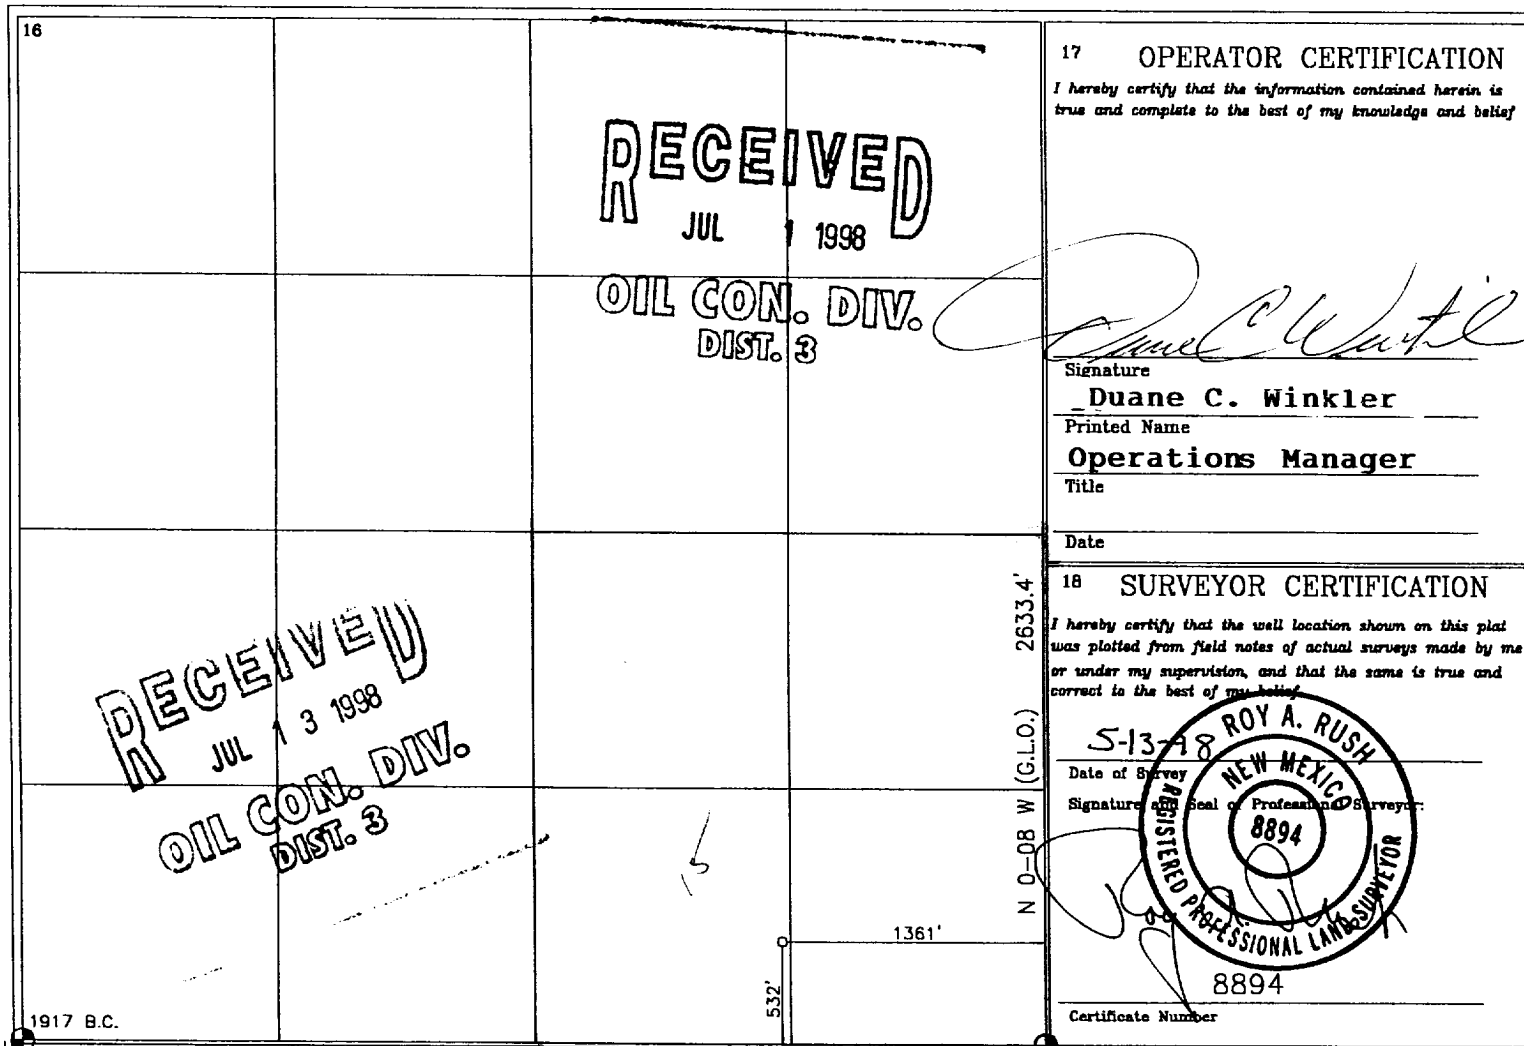 16
RECEIVED
JUL 1 1998
OIL CON. DIV.
DIST. 3
RECEIVED
JUL 13 1998
OIL CON. DIV.
DIST. 3
15
1361'
532'
N 0-08 W (G.L.O.) 2633.4'
1917 B.C.
17 OPERATOR CERTIFICATION
I hereby certify that the information contained herein is
true and complete to the best of my knowledge and belief
Duane C Winkler
Signature
Duane C. Winkler
Printed Name
Operations Manager
Title
Date
18 SURVEYOR CERTIFICATION
I hereby certify that the well location shown on this plat
was plotted from field notes of actual surveys made by me
or under my supervision, and that the same is true and
correct to the best of my belief.
5-13-98
Date of Survey
Signature and Seal of Professional Surveyor:
ROY A. RUSH
NEW MEXICO
8894
REGISTERED PROFESSIONAL LAND SURVEYOR
8894
Certificate Number